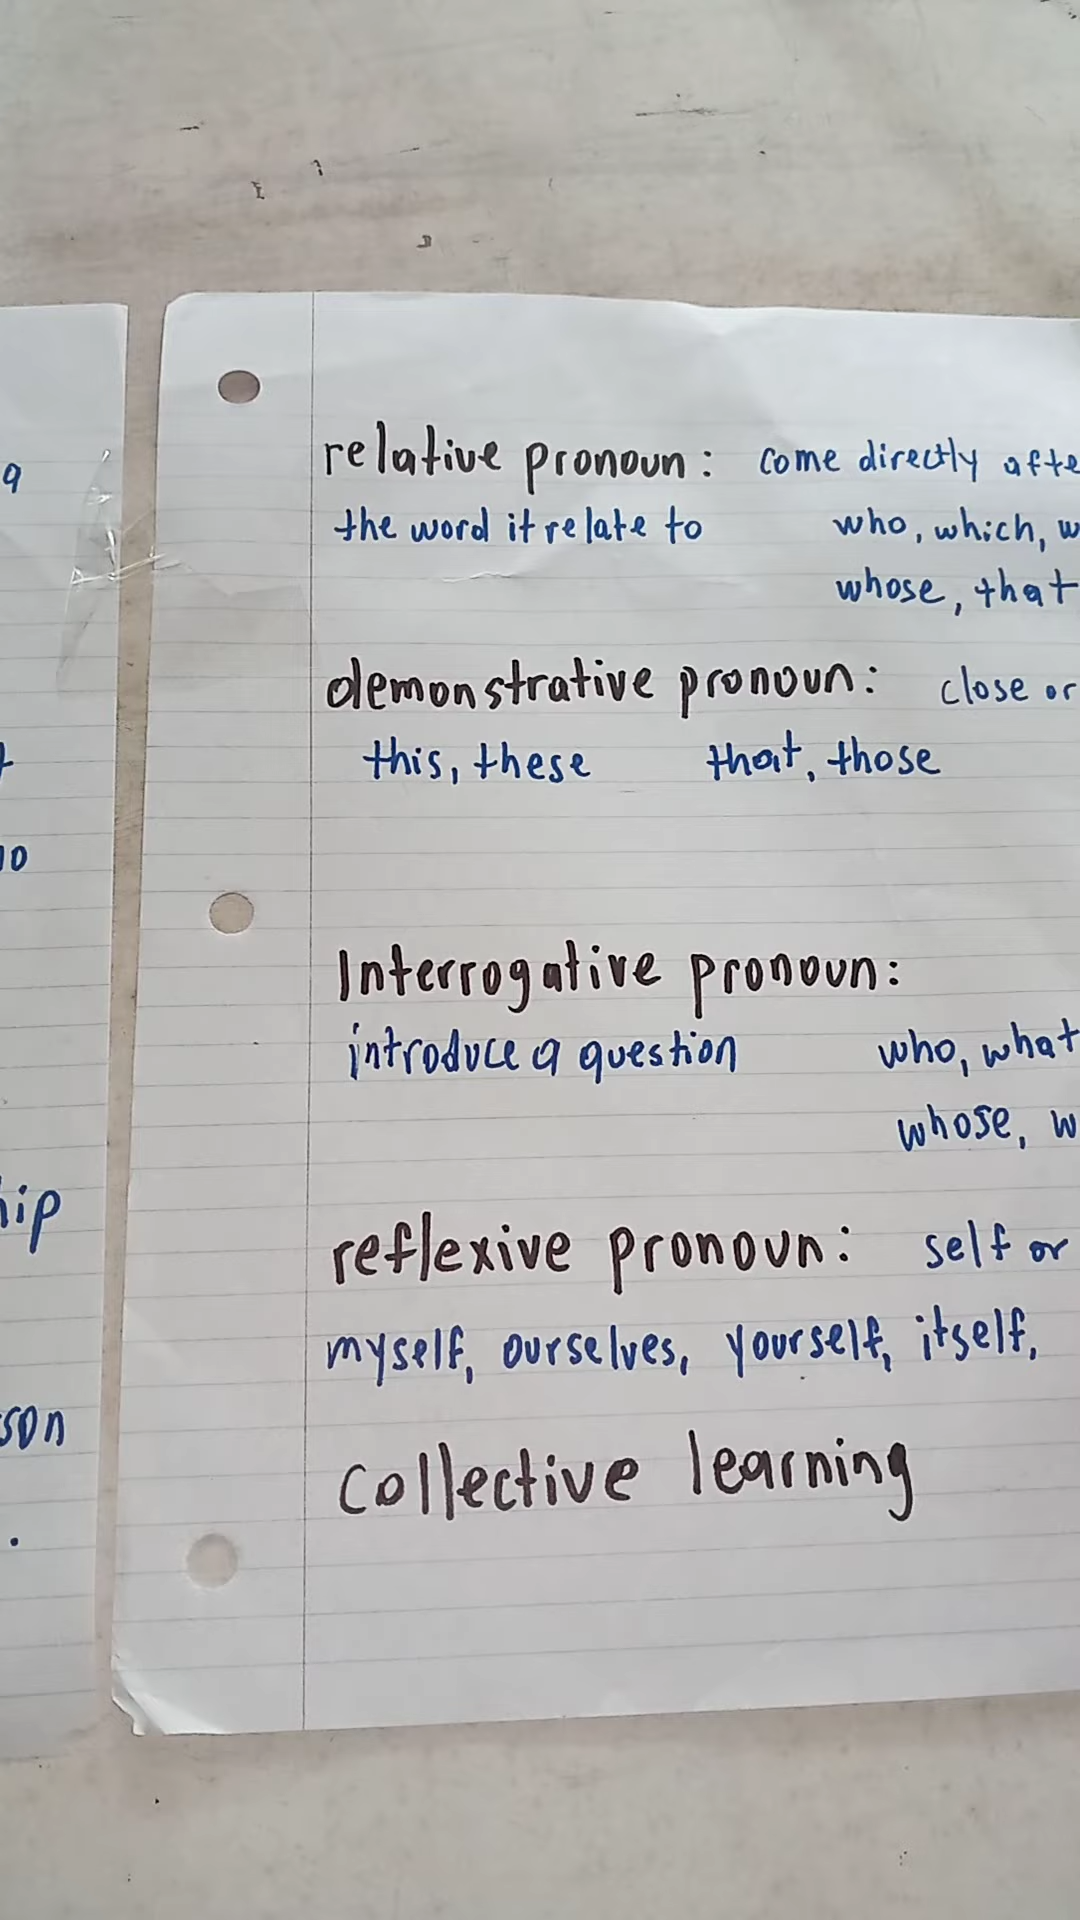 relative pronoun: come directly
the word it relate to who, which,
whose, that
demonstrative pronoun: close or
this, these that, those
Interrogative pronoun:
introduce a question who, what
whose,
reflexive pronoun: self or
myself, ourselves, yourself, itself,
collective learning